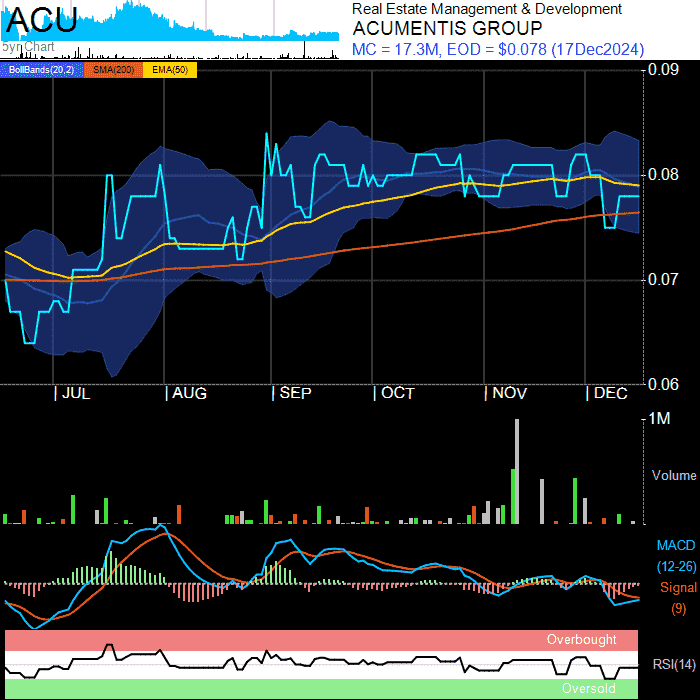 ACU
5yr Chart
Real Estate Management & Development
ACUMENTIS GROUP
MC = 17.3M, EOD = $0.078 (17Dec2024)
BollBands(20,2) SMA(200) EMA(50)
0.09
0.08
0.07
0.06
JUL AUG SEP OCT NOV DEC
1M
Volume
MACD
(12-26)
Signal
(9)
Overbought
RSI(14)
Oversold